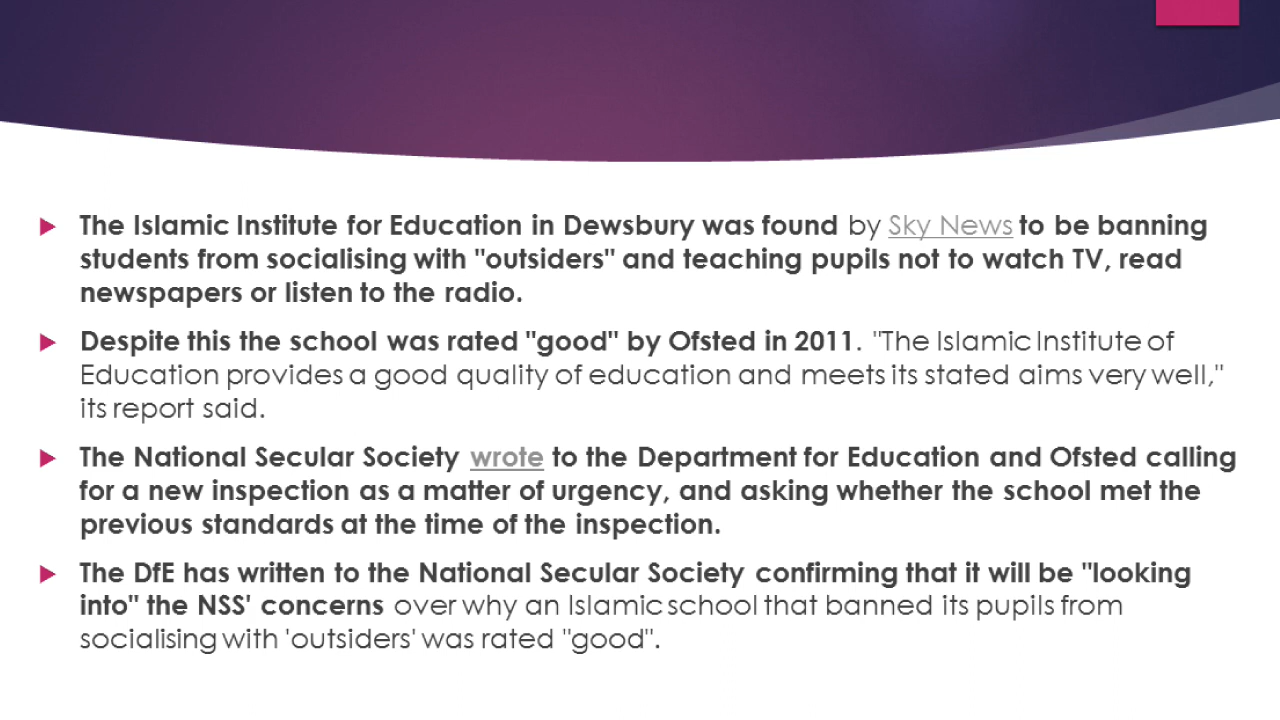 The Islamic Institute for Education in Dewsbury was found by Sky News to be banning
students from socialising with "outsiders" and teaching pupils not to watch TV, read
newspapers or listen to the radio.
Despite this the school was rated "good" by Ofsted in 2011. "The Islamic Institute of
Education provides a good quality of education and meets its stated aims very well,"
its report said.
The National Secular Society wrote to the Department for Education and Ofsted calling
for a new inspection as a matter of urgency, and asking whether the school met the
previous standards at the time of the inspection.
The DfE has written to the National Secular Society confirming that it will be "looking
into" the NSS' concerns over why an Islamic school that banned its pupils from
socialising with 'outsiders' was rated "good".